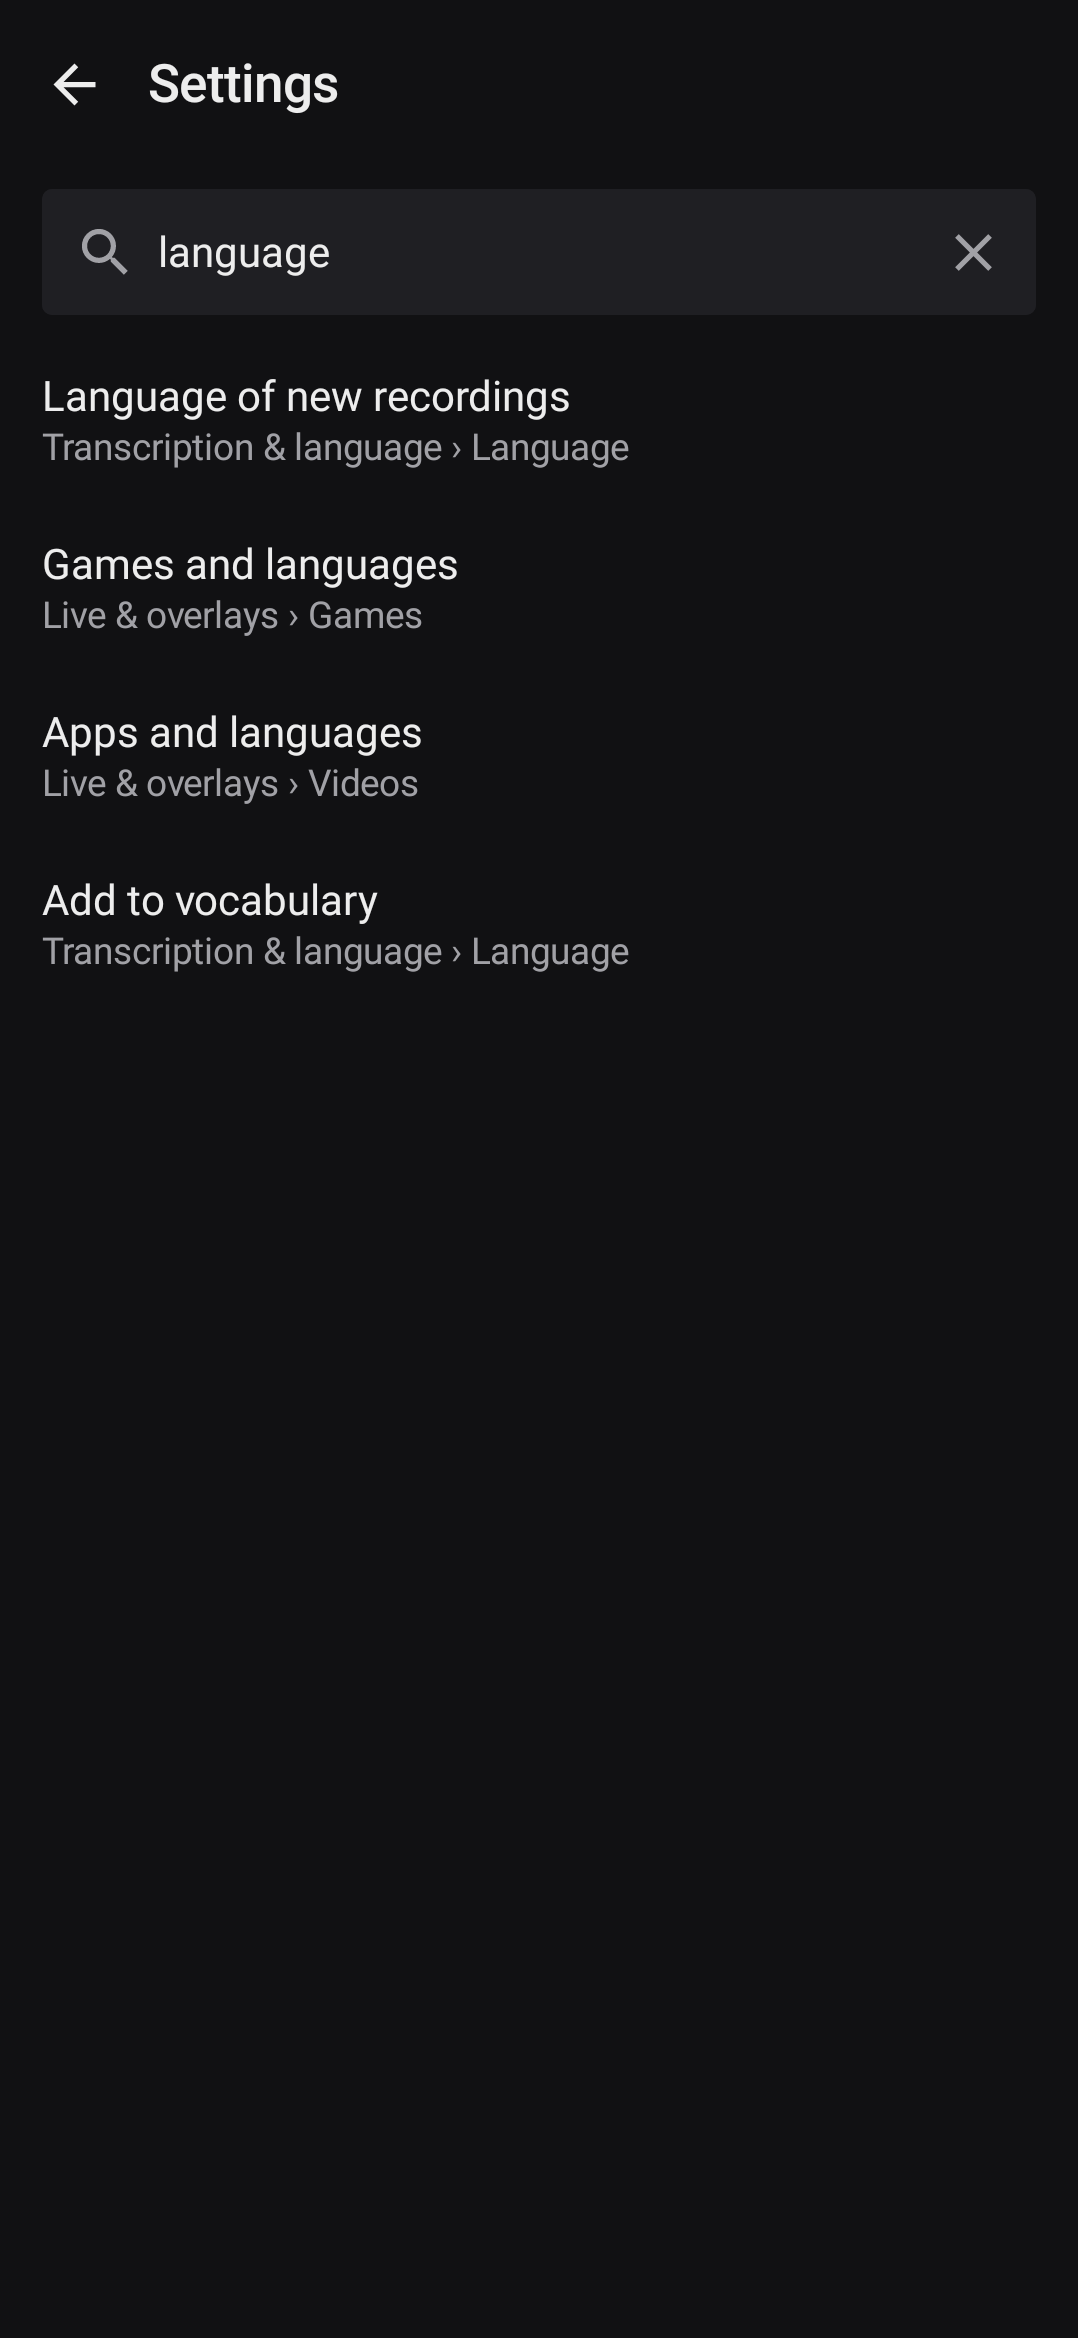 Settings
language
Language of new recordings
Transcription & language › Language
Games and languages
Live & overlays › Games
Apps and languages
Live & overlays › Videos
Add to vocabulary
Transcription & language › Language